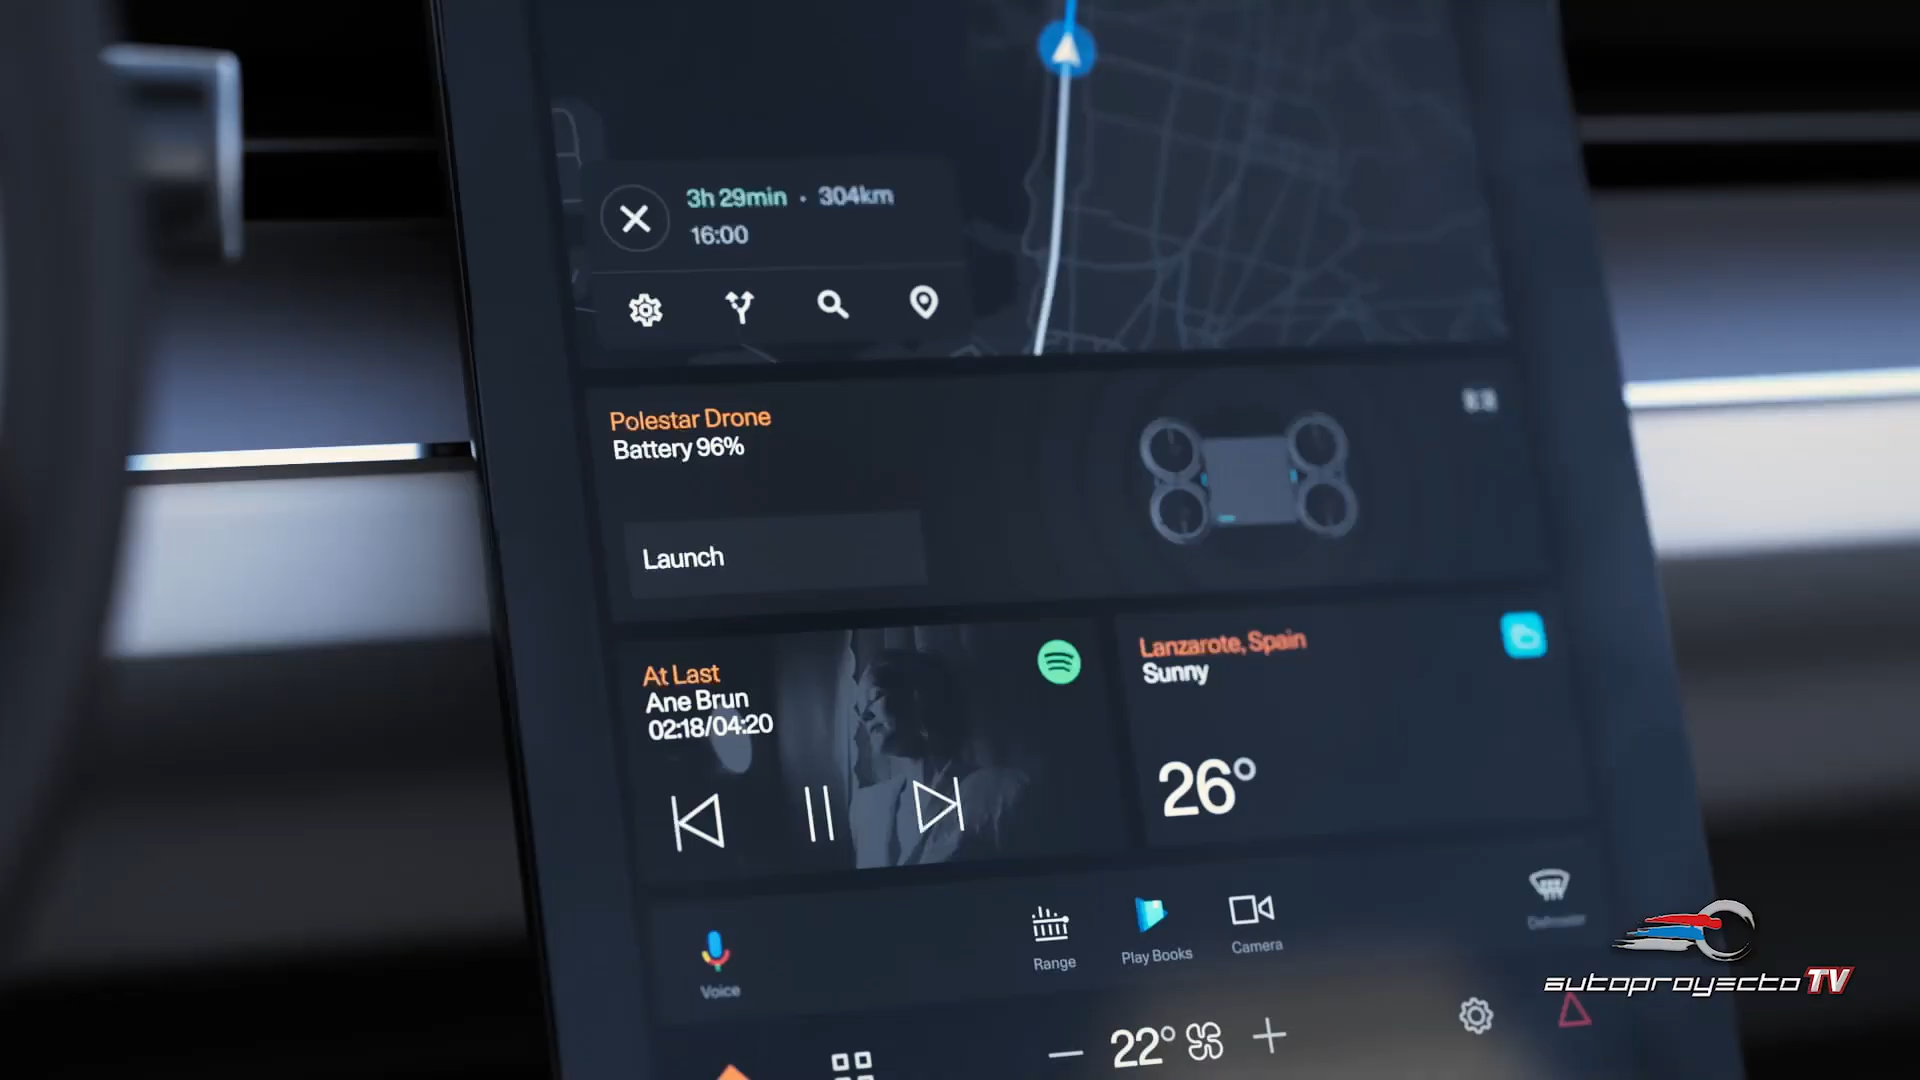 3h 29min · 304km
16:00
Polestar Drone
Battery 96%
Launch
At Last
Ane Brun
02:18/04:20
Lanzarote, Spain
Sunny
26°
Voice
Range
Play Books
Camera
Defroster
22°
autoproyecto TV